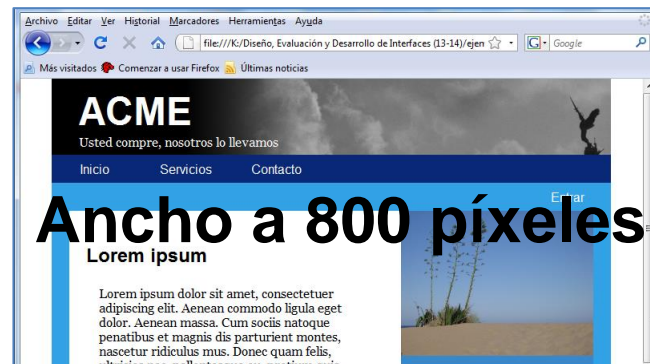 Archivo Editar Ver Historial Marcadores Herramientas Ayuda
file:///K:/Diseño, Evaluación y Desarrollo de Interfaces (13-14)/ejen
G Google
Más visitados Comenzar a usar Firefox Últimas noticias
ACME
Usted compre, nosotros lo llevamos
Inicio Servicios Contacto
Entrar
Ancho a 800 píxeles
Lorem ipsum
Lorem ipsum dolor sit amet, consectetuer
adipiscing elit. Aenean commodo ligula eget
dolor. Aenean massa. Cum sociis natoque
penatibus et magnis dis parturient montes,
nascetur ridiculus mus. Donec quam felis,